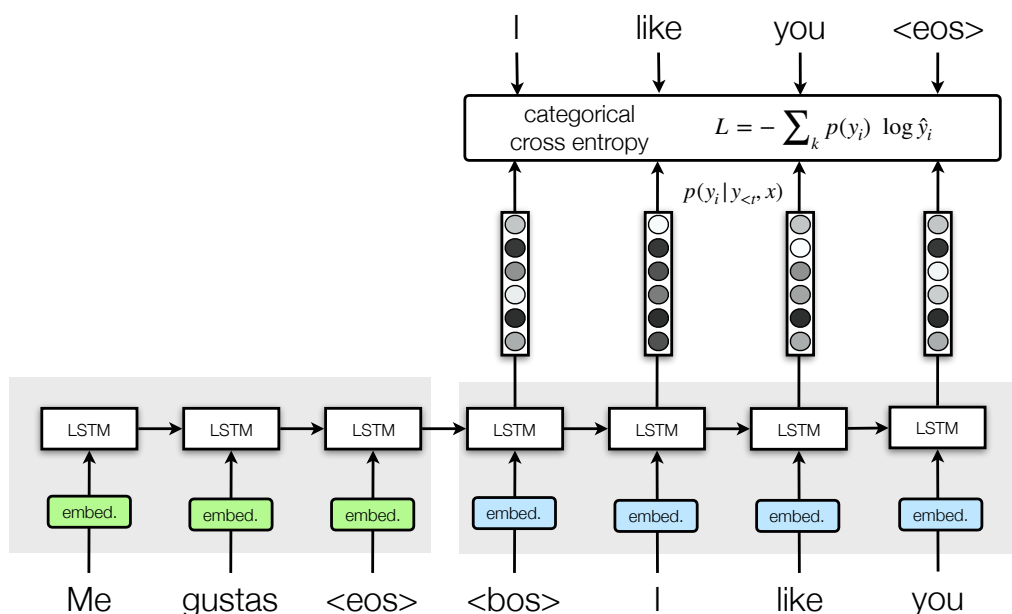 I like you <eos>
categorical
cross entropy
L = − ∑ₖ p(yᵢ) log ŷᵢ
p(yᵢ|y<ₜ, x)
LSTM LSTM LSTM LSTM LSTM LSTM LSTM
embed. embed. embed. embed. embed. embed. embed.
Me gustas <eos> <bos> I like you